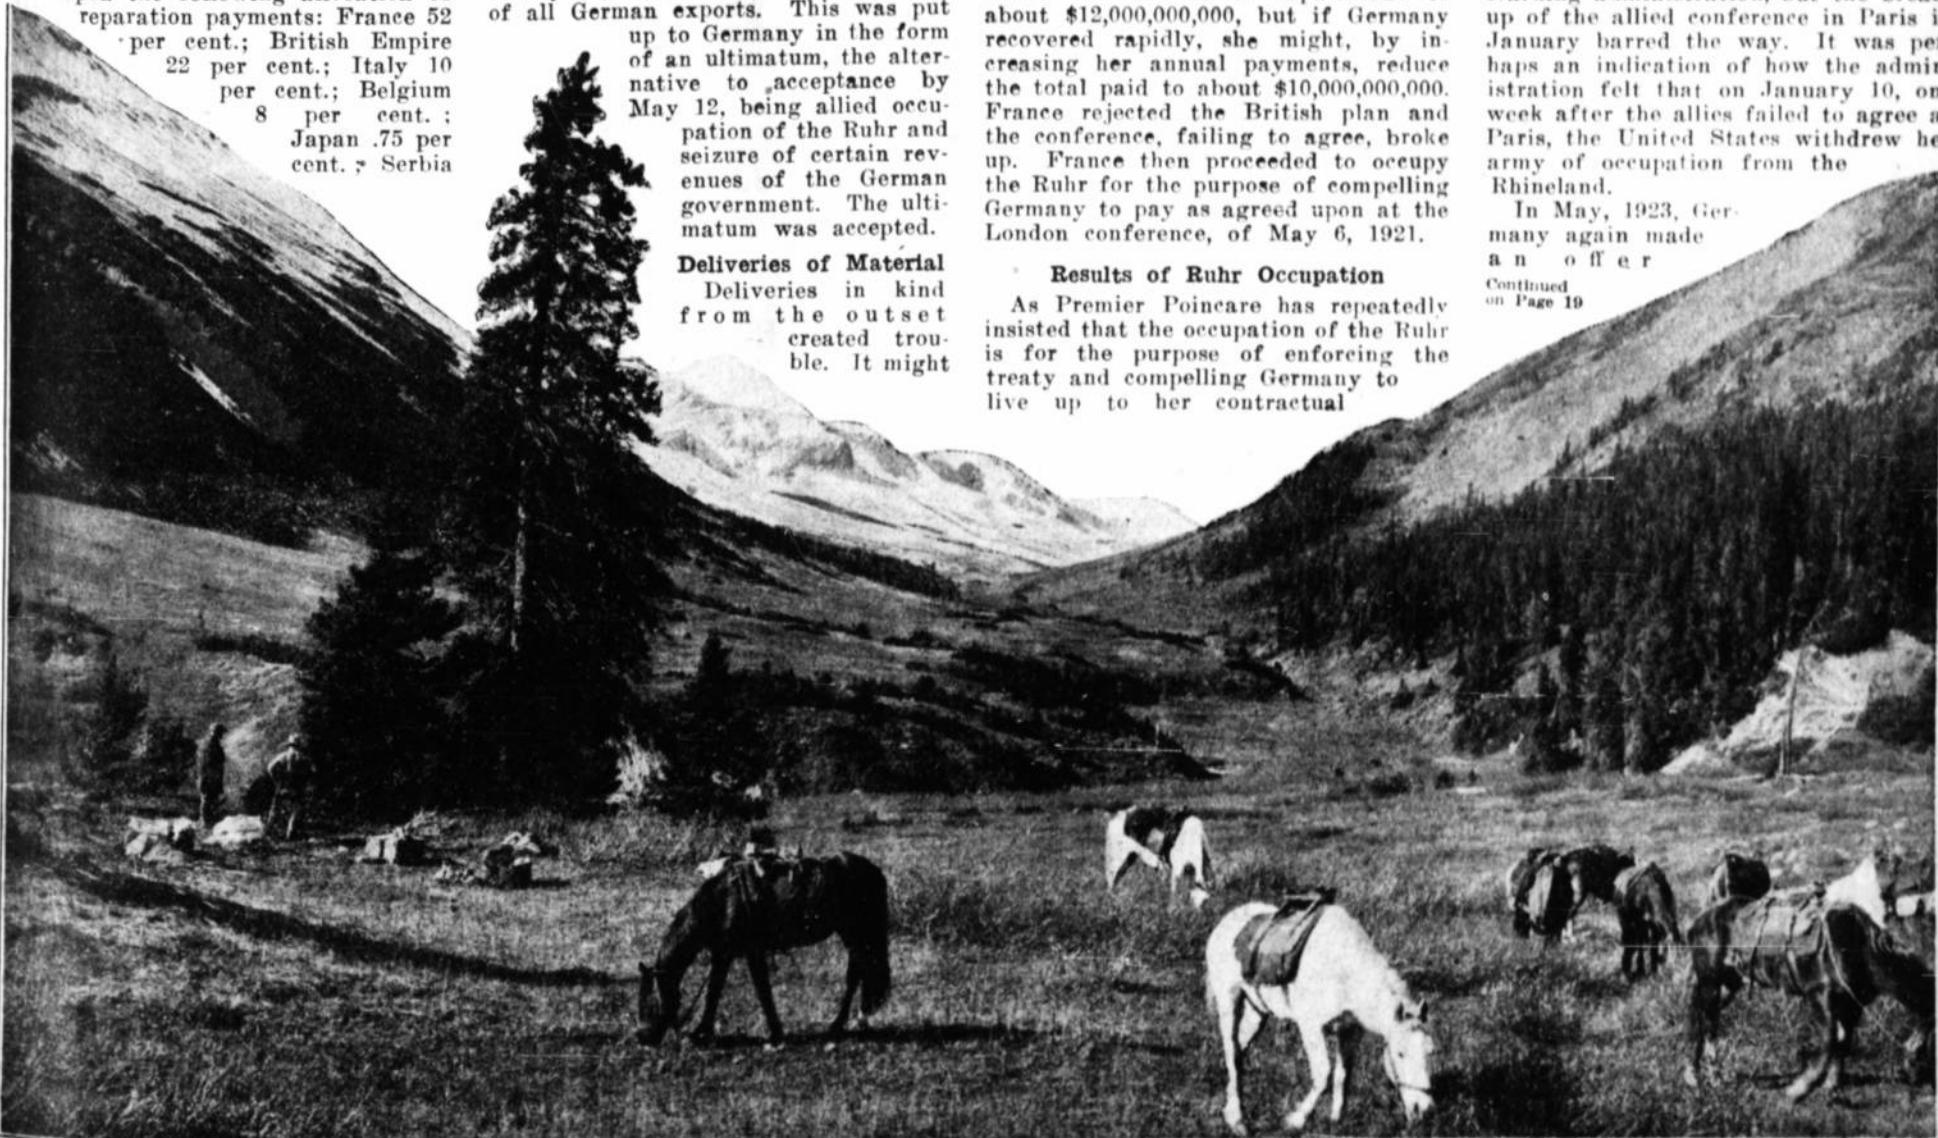 reparation payments: France 52
per cent.; British Empire
22 per cent.; Italy 10
per cent.; Belgium
8 per cent. ;
Japan .75 per
cent. ; Serbia
of all German exports. This was put
up to Germany in the form
of an ultimatum, the alter-
native to acceptance by
May 12, being allied occu-
pation of the Ruhr and
seizure of certain rev-
enues of the German
government. The ulti-
matum was accepted.
Deliveries of Material
Deliveries in kind
from the outset
created trou-
ble. It might
about $12,000,000,000, but if Germany
recovered rapidly, she might, by in-
creasing her annual payments, reduce
the total paid to about $10,000,000,000.
France rejected the British plan and
the conference, failing to agree, broke
up. France then proceeded to occupy
the Ruhr for the purpose of compelling
Germany to pay as agreed upon at the
London conference, of May 6, 1921.
Results of Ruhr Occupation
As Premier Poincare has repeatedly
insisted that the occupation of the Ruhr
is for the purpose of enforcing the
treaty and compelling Germany to
live up to her contractual
up of the allied conference in Paris i
January barred the way. It was per
haps an indication of how the admin
istration felt that on January 10, on
week after the allies failed to agree a
Paris, the United States withdrew he
army of occupation from the
Rhineland.
In May, 1923, Ger-
many again made
an offer
Continued
on Page 19